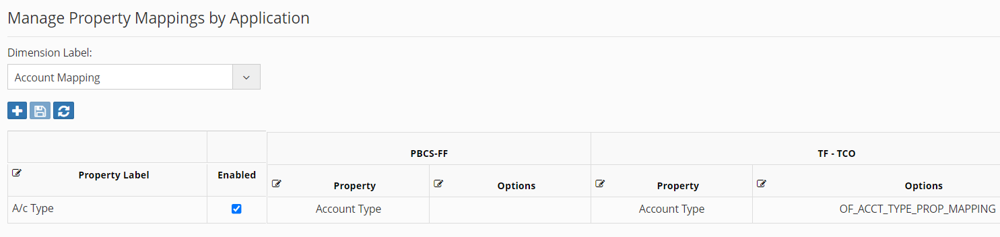 Manage Property Mappings by Application
Dimension Label:
Account Mapping
PBCS-FF TF - TCO
Property Label Enabled Property Options Property Options
A/c Type Account Type Account Type OF_ACCT_TYPE_PROP_MAPPING